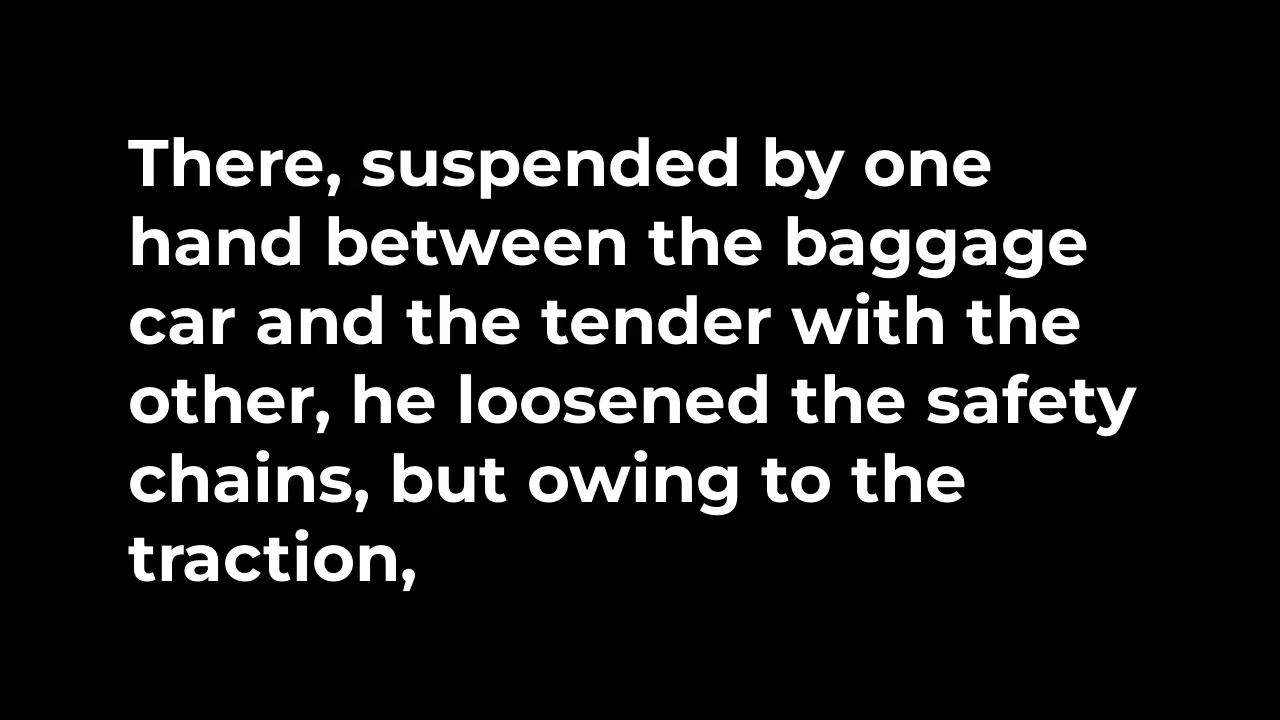 There, suspended by one
hand between the baggage
car and the tender with the
other, he loosened the safety
chains, but owing to the
traction,